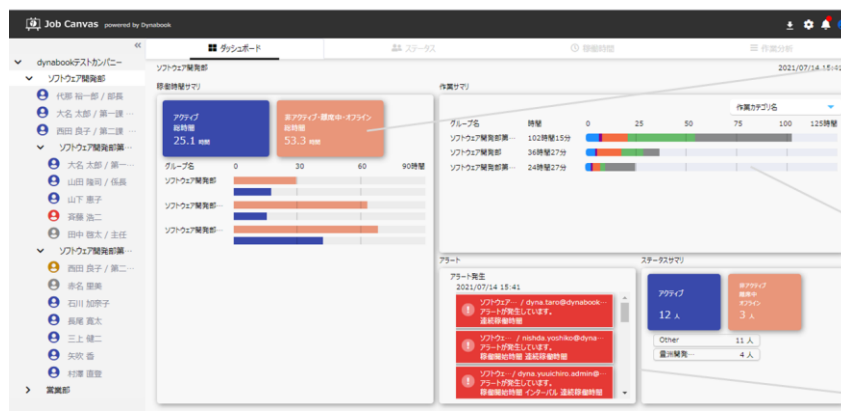 Job Canvas powered by Dynabook
ダッシュボード
ステータス
稼働時間
作業分析
dynabookテストカンパニー
ソフトウェア開発部
代部 裕一郎 / 部長
大名 太郎 / 第一課 …
西田 良子 / 第二課 …
ソフトウェア開発部第…
大名 太郎 / 第一…
山田 隆司 / 係長
山下 恵子
斉藤 浩二
田中 敬太 / 主任
ソフトウェア開発部第…
西田 良子 / 第二…
赤名 里美
石川 加奈子
長尾 寛太
三上 健二
矢吹 香
村澤 直登
営業部
ソフトウェア開発部
2021/07/14 15:41
稼働時間サマリ
アクティブ
総時間
25.1 時間
非アクティブ・離席中・オフライン
総時間
53.3 時間
グループ名 0 30 60 90時間
ソフトウェア開発部
ソフトウェア開発部…
ソフトウェア開発部…
作業サマリ
作業カテゴリ名
グループ名 時間 0 25 50 75 100 125時間
ソフトウェア開発部第… 102時間15分
ソフトウェア開発部 36時間27分
ソフトウェア開発部第… 24時間27分
アラート
アラート発生
2021/07/14 15:41
ソフトウェア… / dyna.taro@dynabook…
アラートが発生しています。
連続稼働時間
ソフトウェ… / nishda.yoshiko@dyna…
アラートが発生しています。
稼働開始時間 連続稼働時間
ソフトウェ… / dyna.yuuichiro.admin@…
アラートが発生しています。
稼働開始時間 インターバル 連続稼働時間
ステータスサマリ
アクティブ
12 人
非アクティブ
離席中
オフライン
3 人
Other 11 人
豊洲開発… 4 人